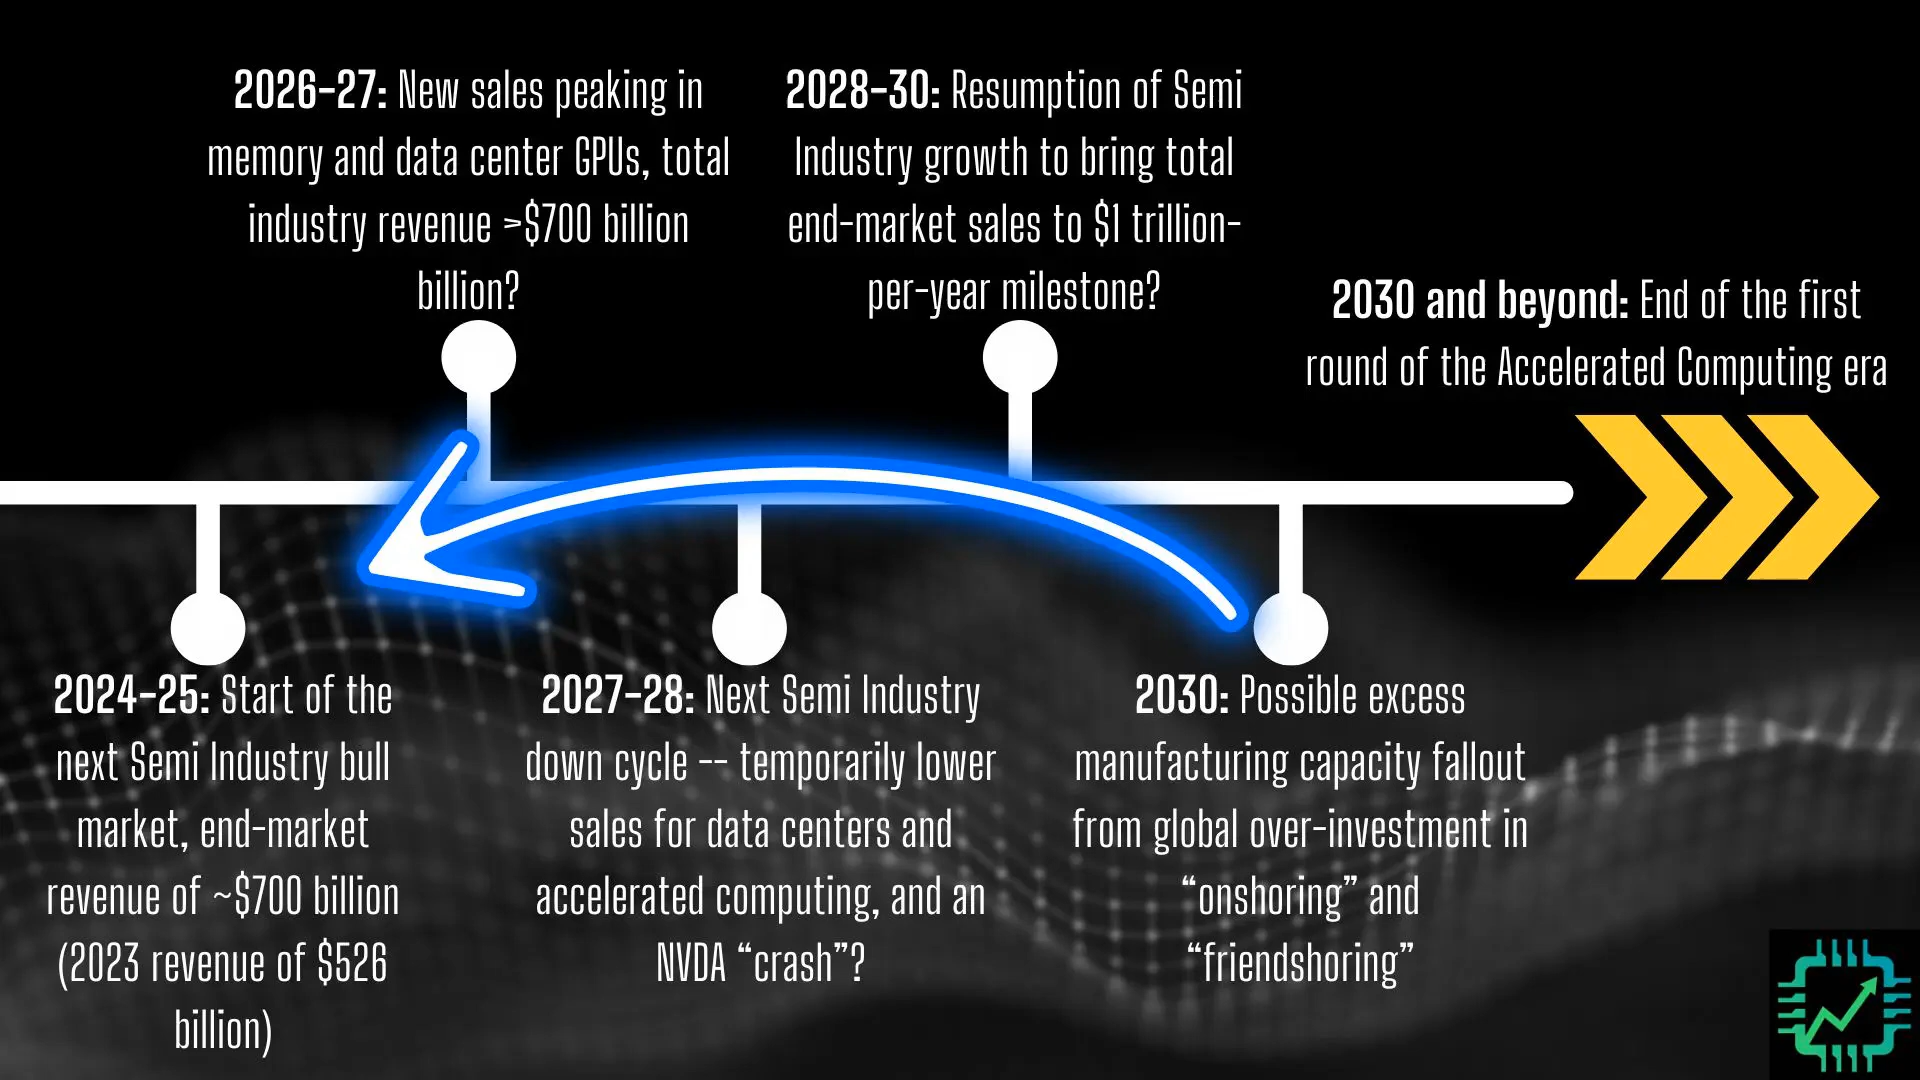 2026-27: New sales peaking in
memory and data center GPUs, total
industry revenue >$700 billion
billion?
2028-30: Resumption of Semi
Industry growth to bring total
end-market sales to $1 trillion-
per-year milestone?
2030 and beyond: End of the first
round of the Accelerated Computing era
2024-25: Start of the
next Semi Industry bull
market, end-market
revenue of ~$700 billion
(2023 revenue of $526
billion)
2027-28: Next Semi Industry
down cycle -- temporarily lower
sales for data centers and
accelerated computing, and an
NVDA “crash”?
2030: Possible excess
manufacturing capacity fallout
from global over-investment in
“onshoring” and
“friendshoring”